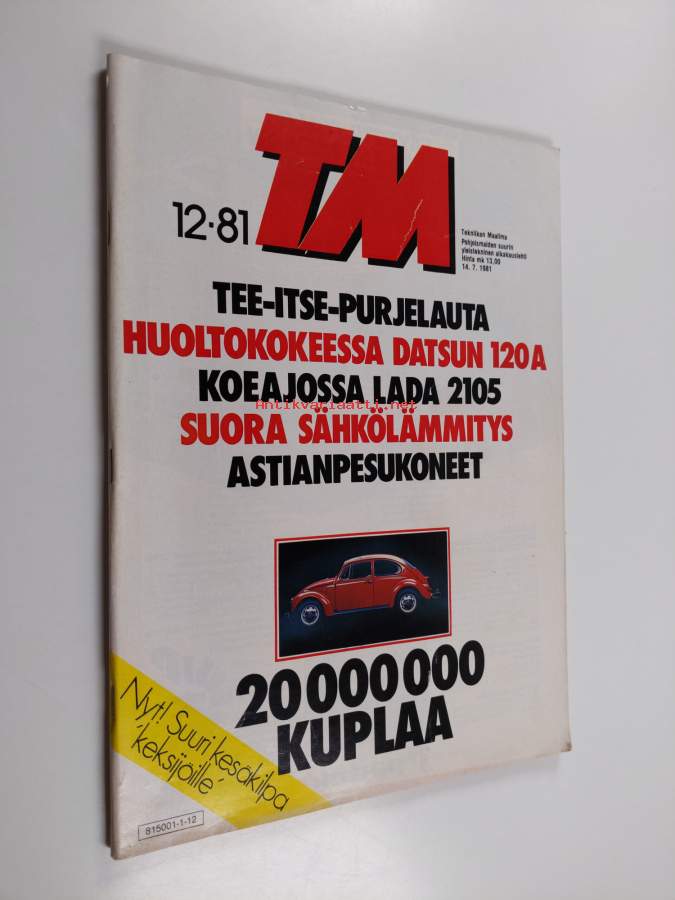 TM
12·81
Tekniikan Maailma
Pohjoismaiden suurin
yleistekninen aikakauslehti
Hinta mk 13,00
14. 7. 1981
TEE-ITSE-PURJELAUTA
HUOLTOKOKEESSA DATSUN 120A
KOEAJOSSA LADA 2105
Antikvariaatti.net
SUORA SÄHKÖLÄMMITYS
ASTIANPESUKONEET
20 000 000
KUPLAA
Nyt! Suuri kesäkilpa
'keksijöille'
815001-1-12